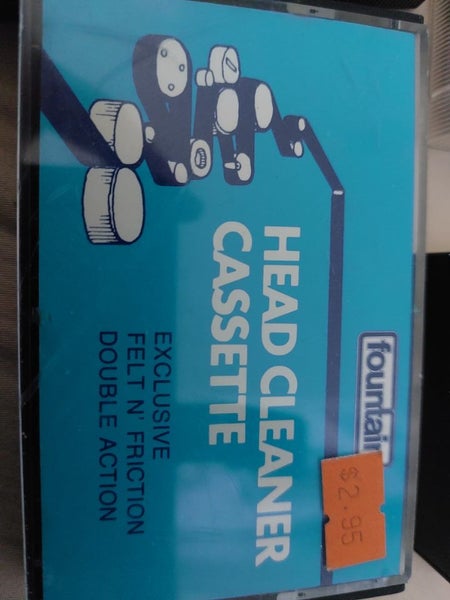 fountain
$2.95
HEAD CLEANER
CASSETTE
EXCLUSIVE
FELT N' FRICTION
DOUBLE ACTION